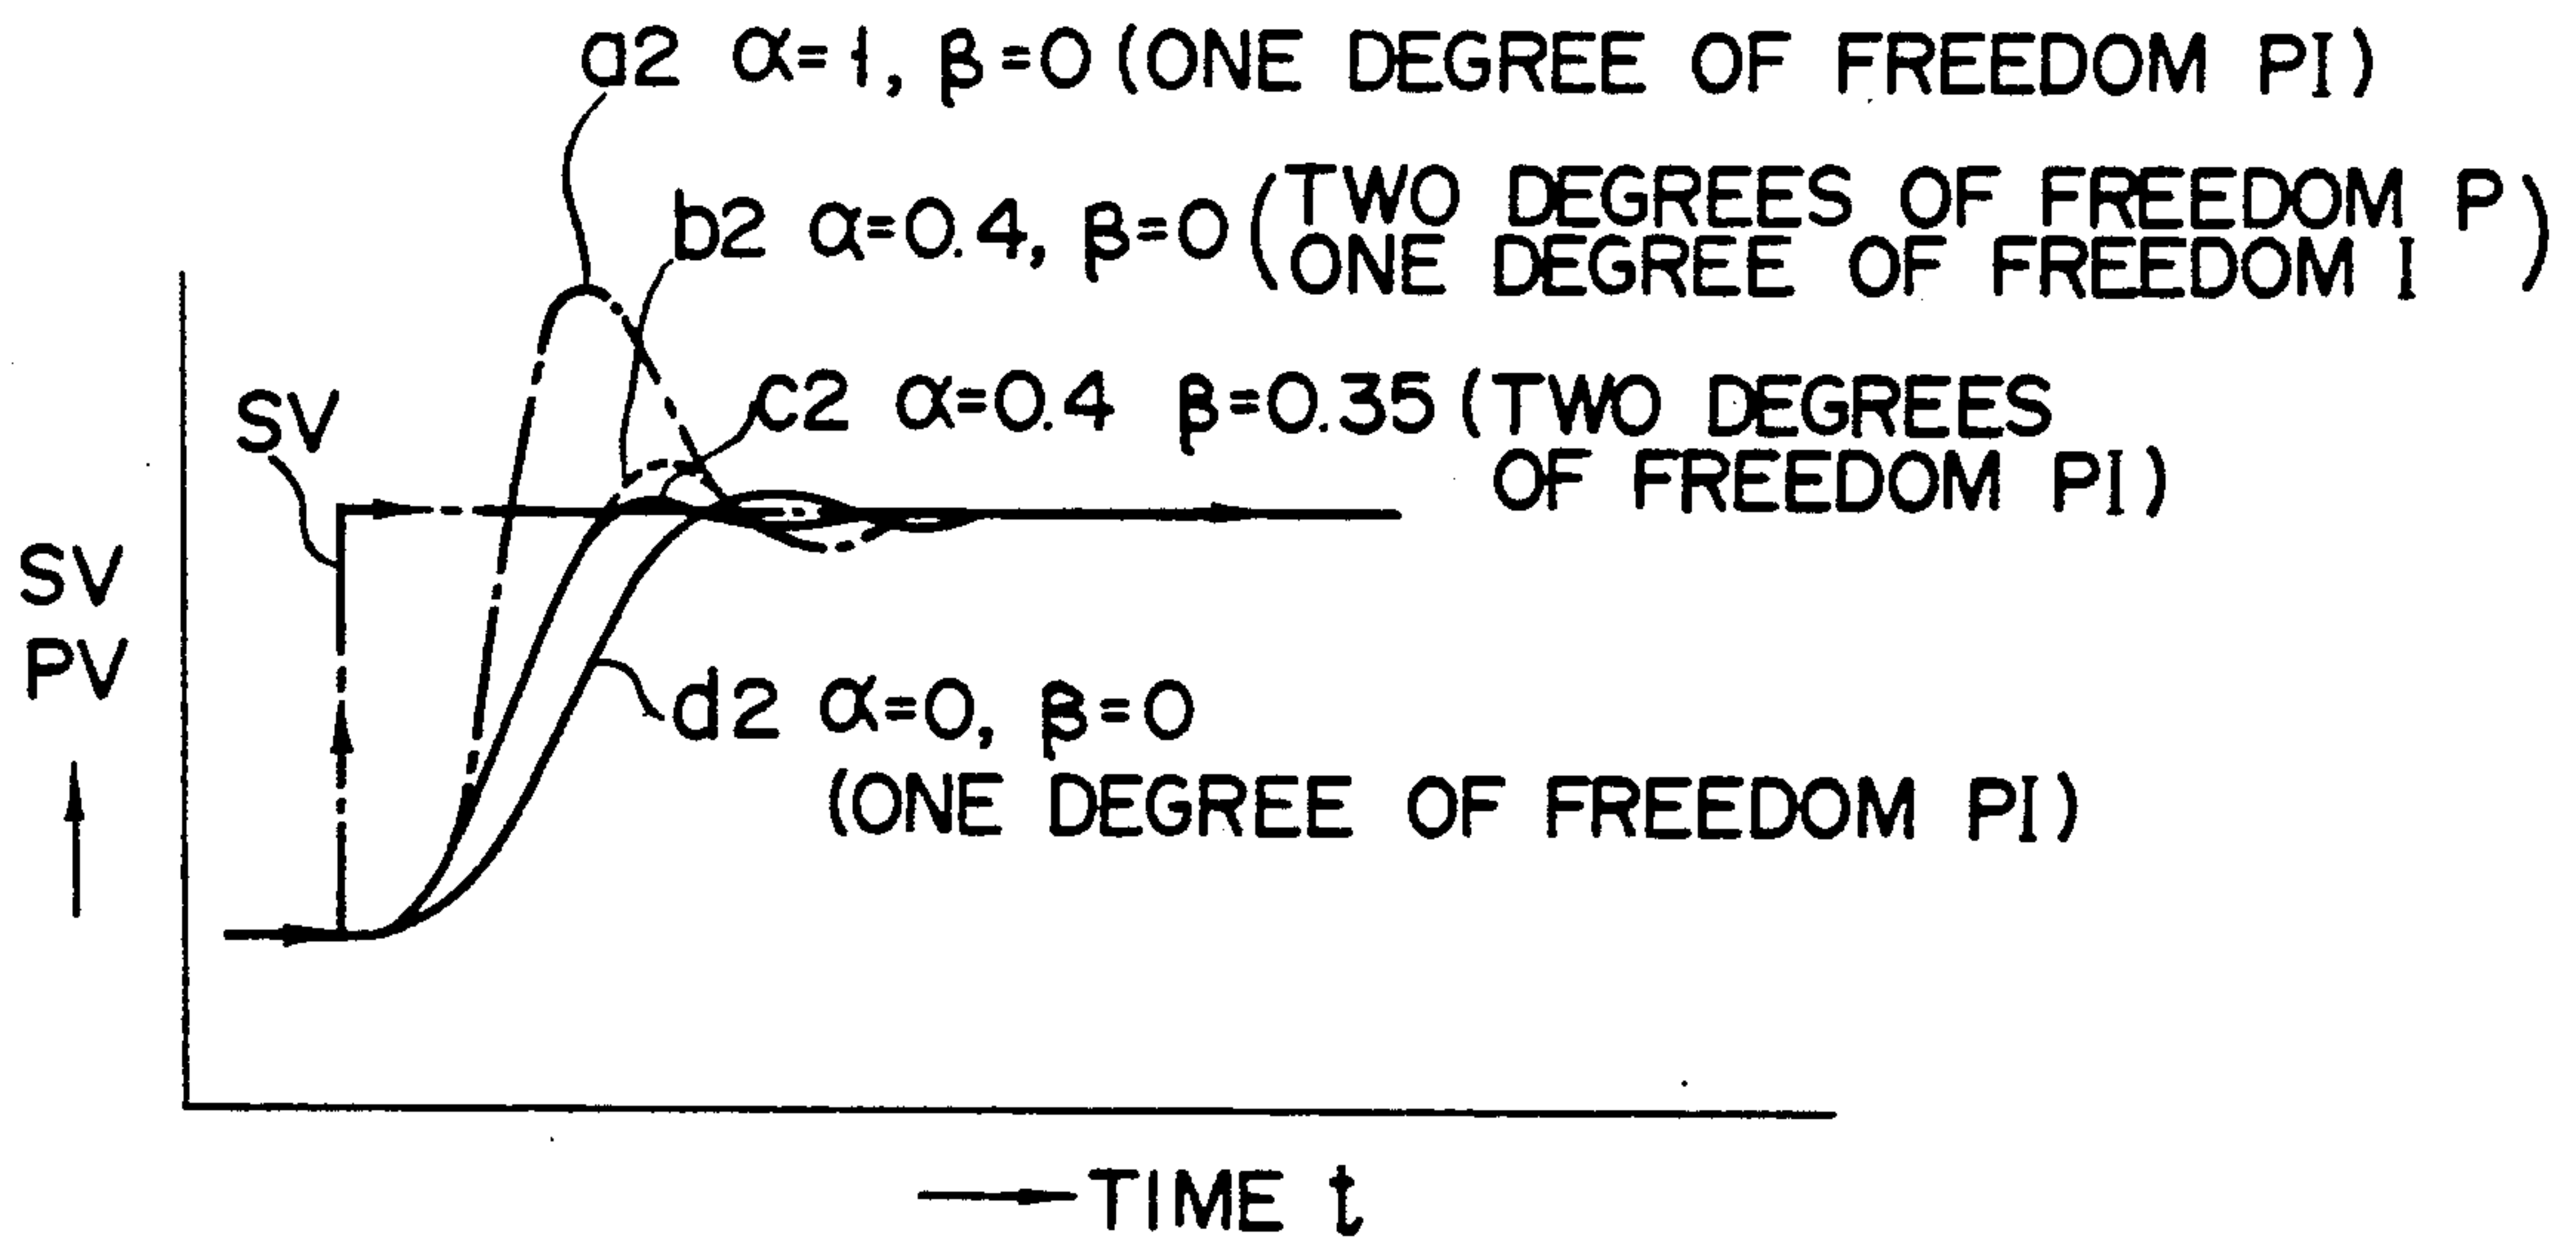 a2 α=1, β=0 (ONE DEGREE OF FREEDOM PI)
b2 α=0.4, β=0 (TWO DEGREES OF FREEDOM P
ONE DEGREE OF FREEDOM I)
c2 α=0.4 β=0.35 (TWO DEGREES
OF FREEDOM PI)
SV
SV
PV
d2 α=0, β=0
(ONE DEGREE OF FREEDOM PI)
TIME t